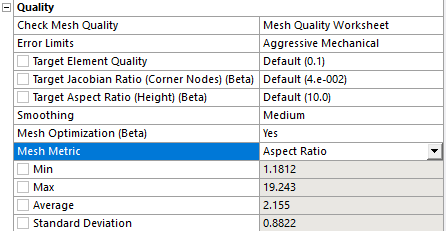 Quality
Check Mesh Quality Mesh Quality Worksheet
Error Limits Aggressive Mechanical
Target Element Quality Default (0.1)
Target Jacobian Ratio (Corner Nodes) (Beta) Default (4.e-002)
Target Aspect Ratio (Height) (Beta) Default (10.0)
Smoothing Medium
Mesh Optimization (Beta) Yes
Mesh Metric Aspect Ratio
Min 1.1812
Max 19.243
Average 2.155
Standard Deviation 0.8822